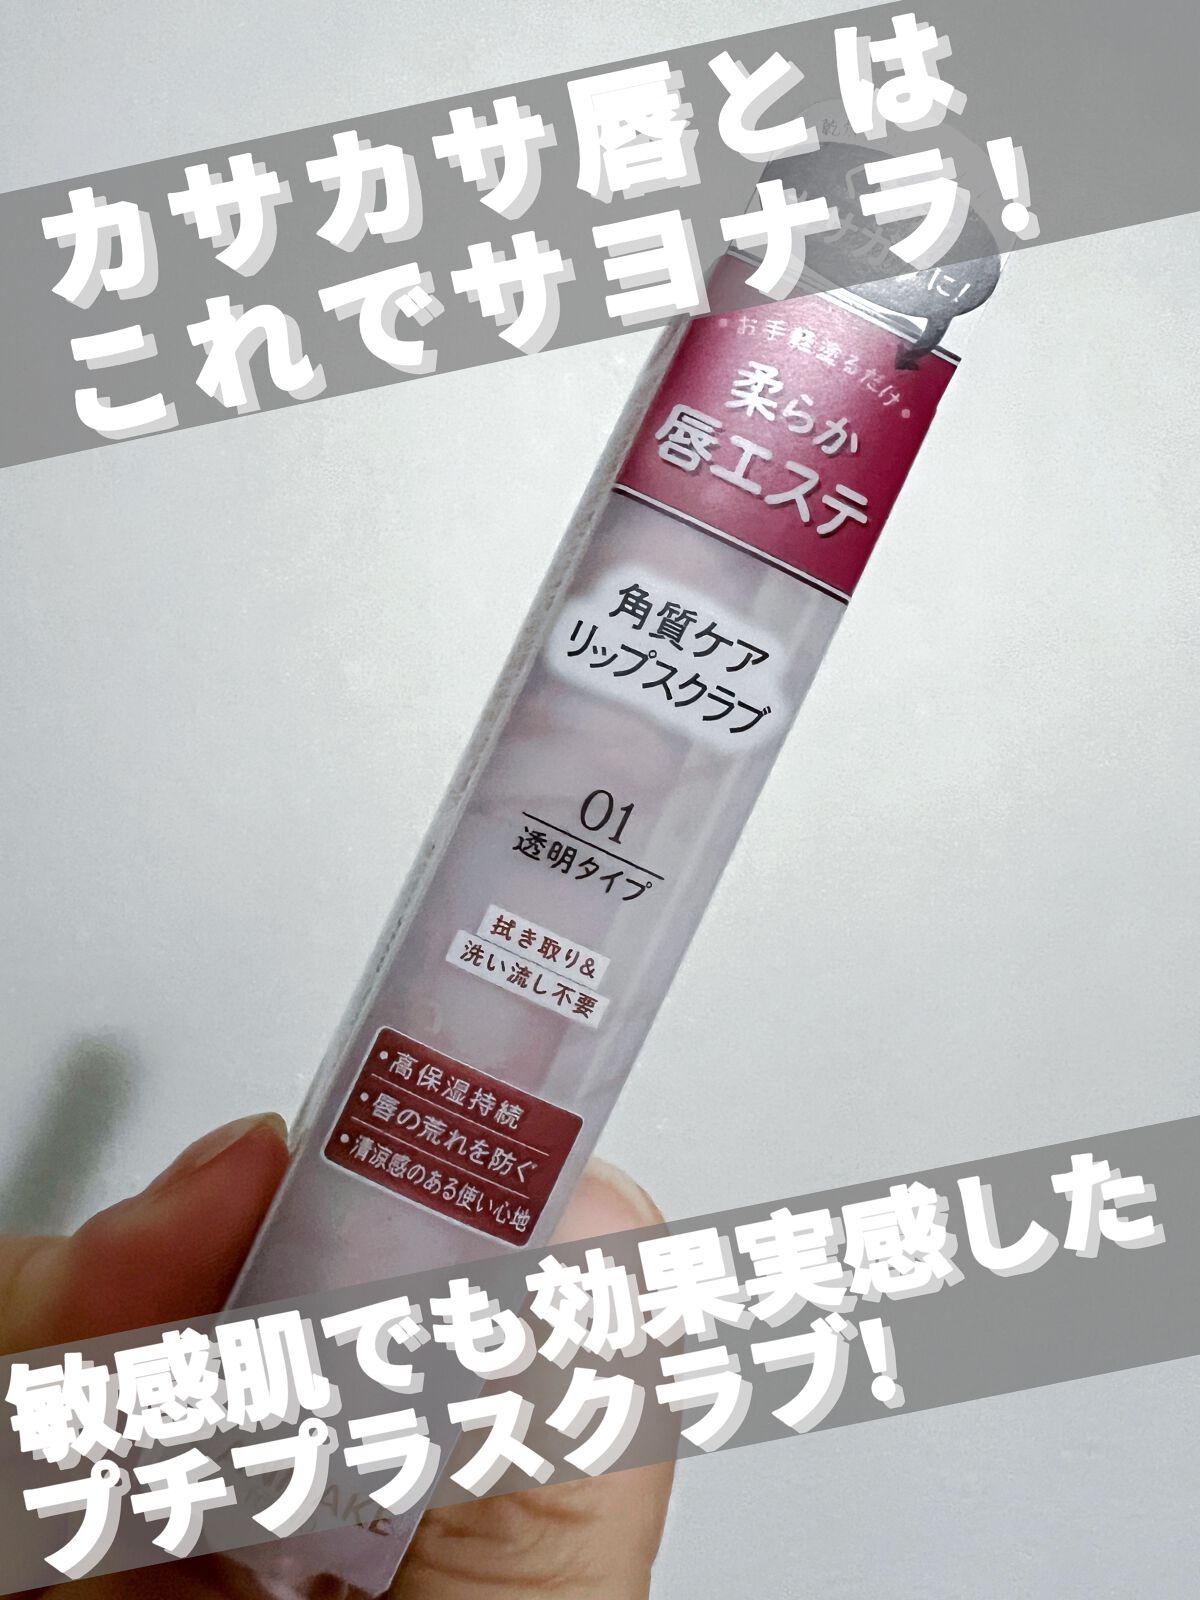 カサカサ唇とは
これでサヨナラ!
に!
・お手軽塗るだけ・
柔らか
唇エステ
角質ケア
リップスクラブ
01
透明タイプ
拭き取り&
洗い流し不要
・高保湿持続
・唇の荒れを防ぐ
・清涼感のある使い心地
敏感肌でも効果実感した
プチプラスクラブ!